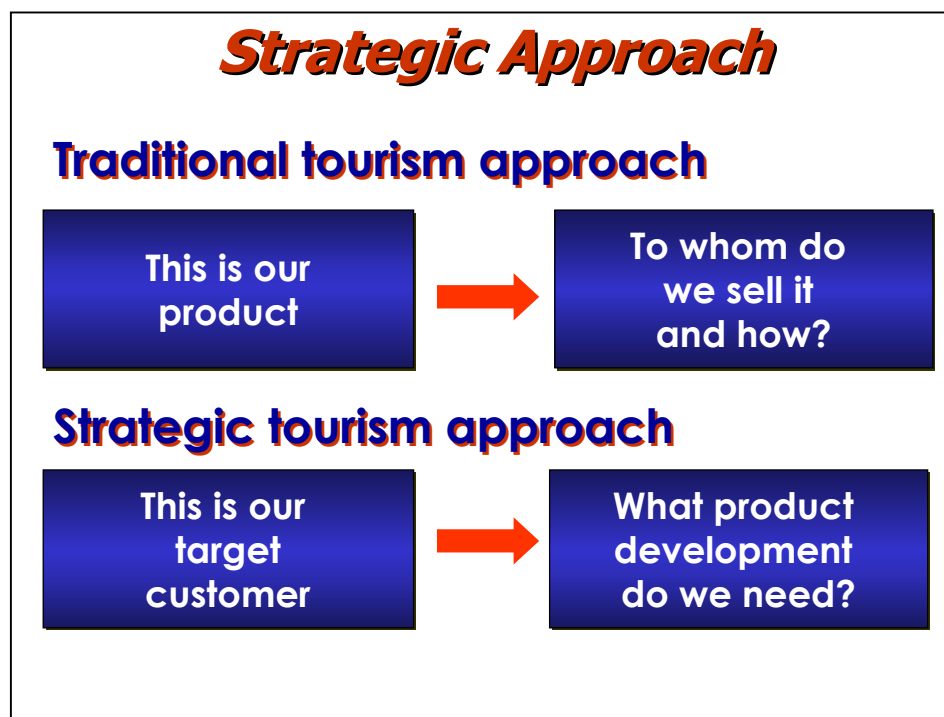 Strategic Approach
Traditional tourism approach
This is our
product
To whom do
we sell it
and how?
Strategic tourism approach
This is our
target
customer
What product
development
do we need?